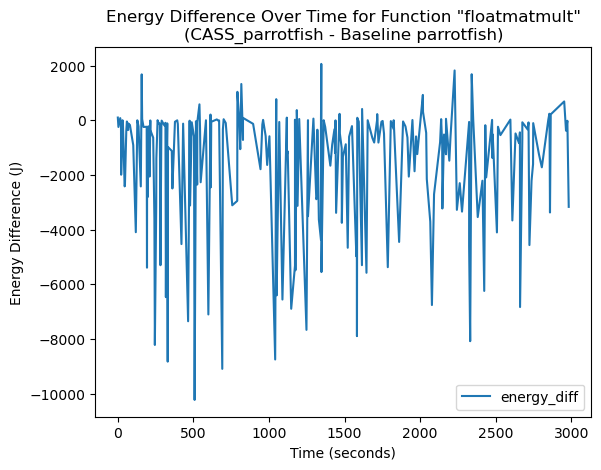 Energy Difference Over Time for Function "floatmatmult"
(CASS_parrotfish - Baseline parrotfish)
2000
0
−2000
−4000
−6000
−8000
−10000
Energy Difference (J)
energy_diff
0 500 1000 1500 2000 2500 3000
Time (seconds)